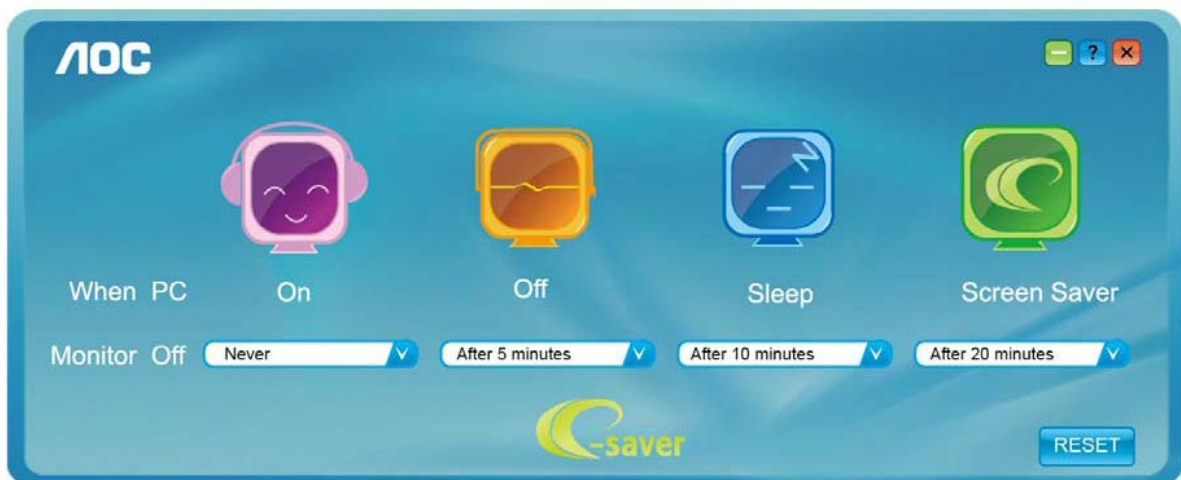 AOC
?
When PC On Off Sleep Screen Saver
Monitor Off Never After 5 minutes After 10 minutes After 20 minutes
e-saver
RESET